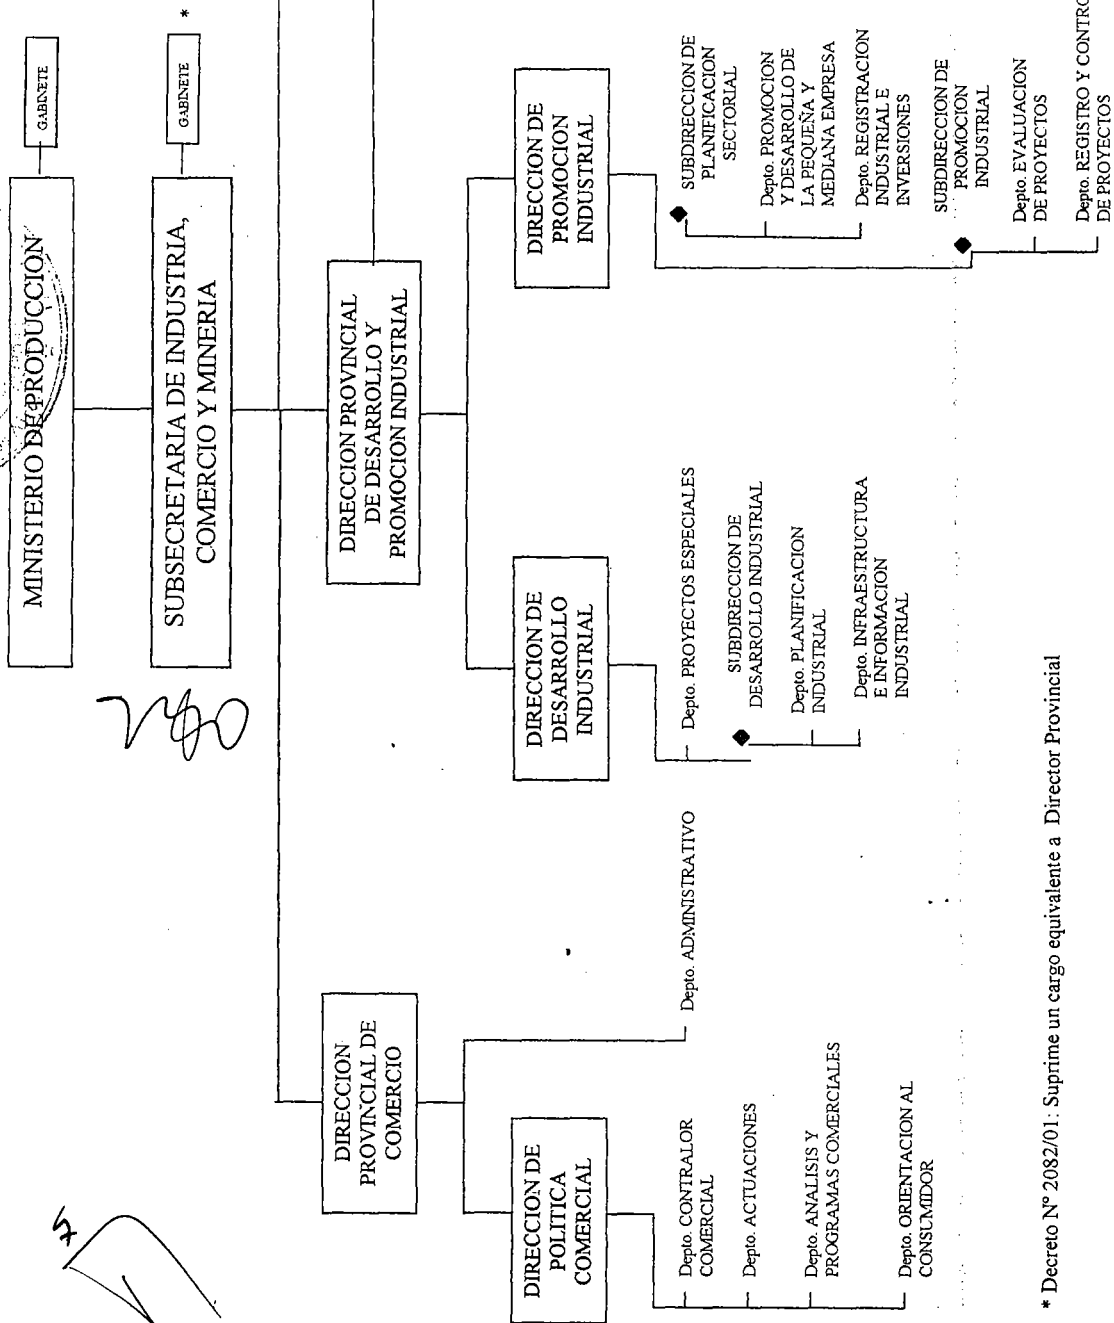 MINISTERIO DE PRODUCCION
GABINETE
SUBSECRETARIA DE INDUSTRIA,
COMERCIO Y MINERIA
GABINETE
*
DIRECCION
PROVINCIAL DE
COMERCIO
DIRECCION PROVINCIAL
DE DESARROLLO Y
PROMOCION INDUSTRIAL
DIRECCION DE
POLITICA
COMERCIAL
DIRECCION DE
DESARROLLO
INDUSTRIAL
DIRECCION DE
PROMOCION
INDUSTRIAL
Depto. CONTRALOR
COMERCIAL
Depto. ACTUACIONES
Depto. ANALISIS Y
PROGRAMAS COMERCIALES
Depto. ORIENTACION AL
CONSUMIDOR
Depto. ADMINISTRATIVO
Depto. PROYECTOS ESPECIALES
SUBDIRECCION DE
DESARROLLO INDUSTRIAL
Depto. PLANIFICACION
INDUSTRIAL
Depto. INFRAESTRUCTURA
E INFORMACION
INDUSTRIAL
SUBDIRECCION DE
PLANIFICACION
SECTORIAL
Depto. PROMOCION
Y DESARROLLO DE
LA PEQUEÑA Y
MEDIANA EMPRESA
Depto. REGISTRACION
INDUSTRIAL E
INVERSIONES
SUBDIRECCION DE
PROMOCION
INDUSTRIAL
Depto. EVALUACION
DE PROYECTOS
Depto. REGISTRO Y CONTRO
DE PROYECTOS
* Decreto N° 2082/01: Suprime un cargo equivalente a Director Provincial